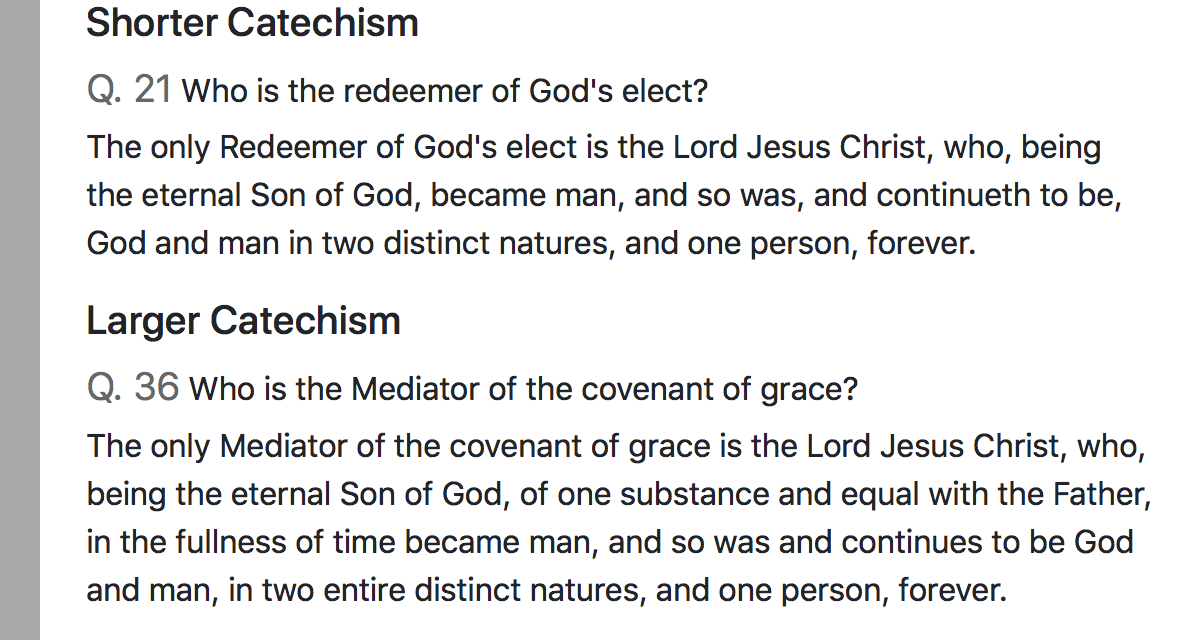 Shorter Catechism
Q. 21 Who is the redeemer of God's elect?
The only Redeemer of God's elect is the Lord Jesus Christ, who, being
the eternal Son of God, became man, and so was, and continueth to be,
God and man in two distinct natures, and one person, forever.
Larger Catechism
Q. 36 Who is the Mediator of the covenant of grace?
The only Mediator of the covenant of grace is the Lord Jesus Christ, who,
being the eternal Son of God, of one substance and equal with the Father,
in the fullness of time became man, and so was and continues to be God
and man, in two entire distinct natures, and one person, forever.